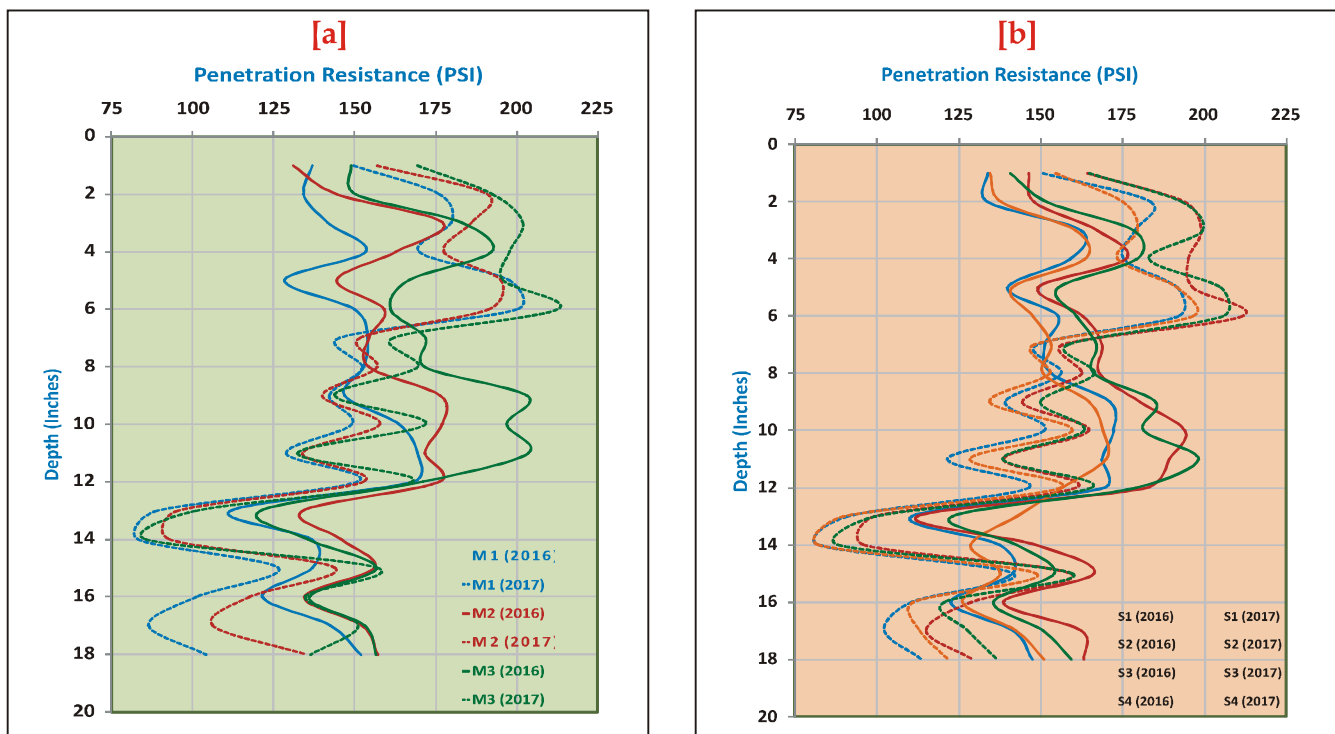 [a]
Penetration Resistance (PSI)
75 100 125 150 175 200 225
0
2
4
6
8
10
12
14
16
18
20
Depth (Inches)
M1 (2016)
M1 (2017)
M2 (2016)
M2 (2017)
M3 (2016)
M3 (2017)
[b]
Penetration Resistance (PSI)
75 100 125 150 175 200 225
0
2
4
6
8
10
12
14
16
18
20
Depth (Inches)
S1 (2016) S1 (2017)
S2 (2016) S2 (2017)
S3 (2016) S3 (2017)
S4 (2016) S4 (2017)